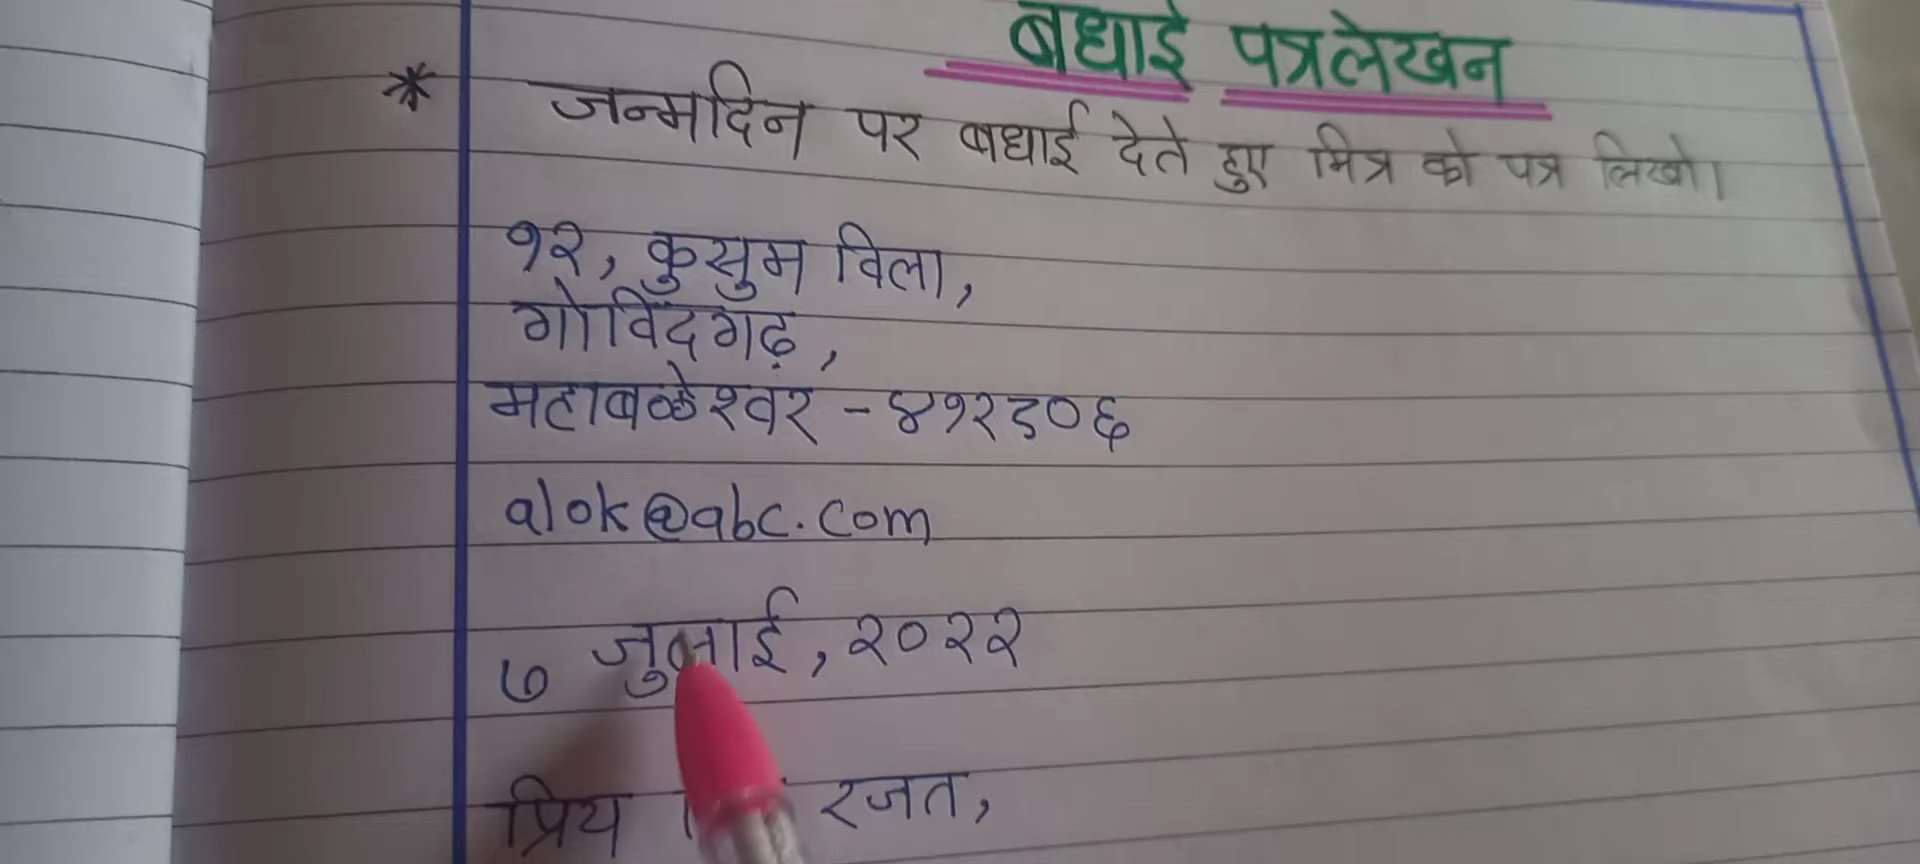 बधाई पत्रलेखन
* जन्मदिन पर बधाई देते हुए मित्र को पत्र लिखो।
१२, कुसुम विला,
गोविंदगढ़,
महाबळेश्वर - ४१२८०६
alok@abc.com
७ जुलाई, २०२२
प्रिय रजत,